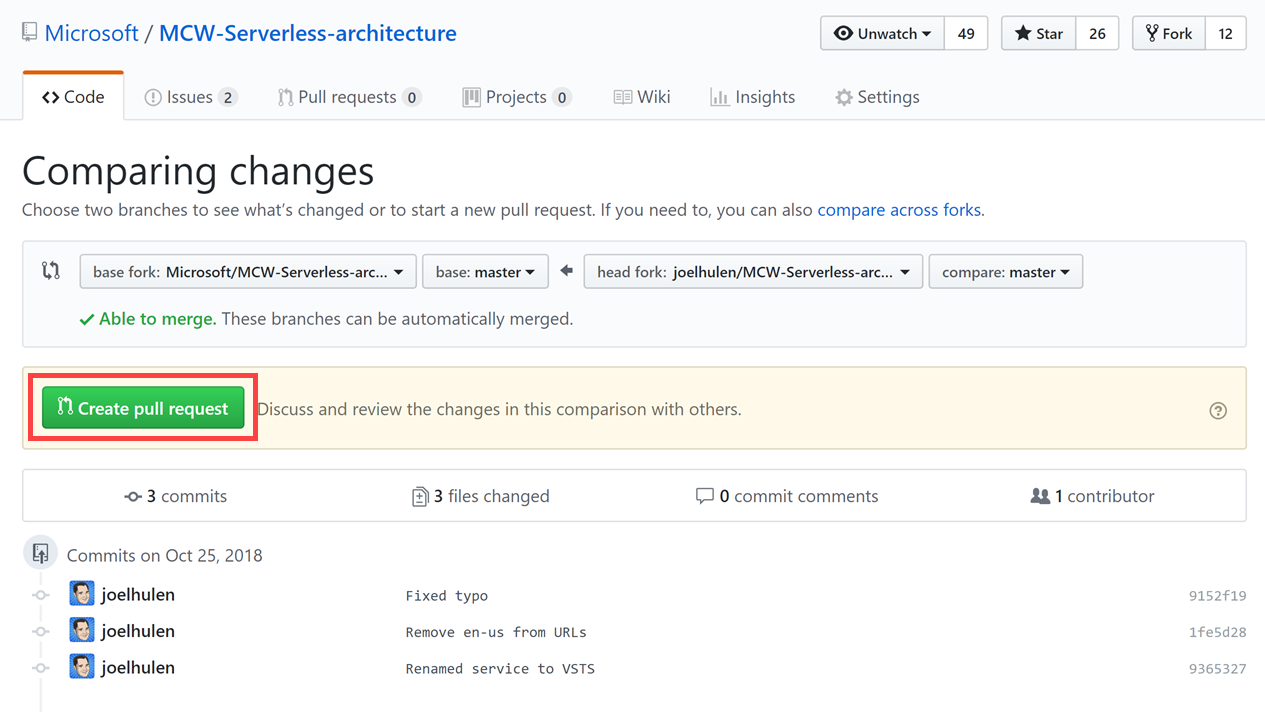 Microsoft / MCW-Serverless-architecture
Unwatch 49 Star 26 Fork 12
Code Issues 2 Pull requests 0 Projects 0 Wiki Insights Settings
Comparing changes
Choose two branches to see what's changed or to start a new pull request. If you need to, you can also compare across forks.
base fork: Microsoft/MCW-Serverless-arc... base: master head fork: joelhulen/MCW-Serverless-arc... compare: master
Able to merge. These branches can be automatically merged.
Create pull request Discuss and review the changes in this comparison with others.
3 commits 3 files changed 0 commit comments 1 contributor
Commits on Oct 25, 2018
joelhulen Fixed typo 9152f19
joelhulen Remove en-us from URLs 1fe5d28
joelhulen Renamed service to VSTS 9365327